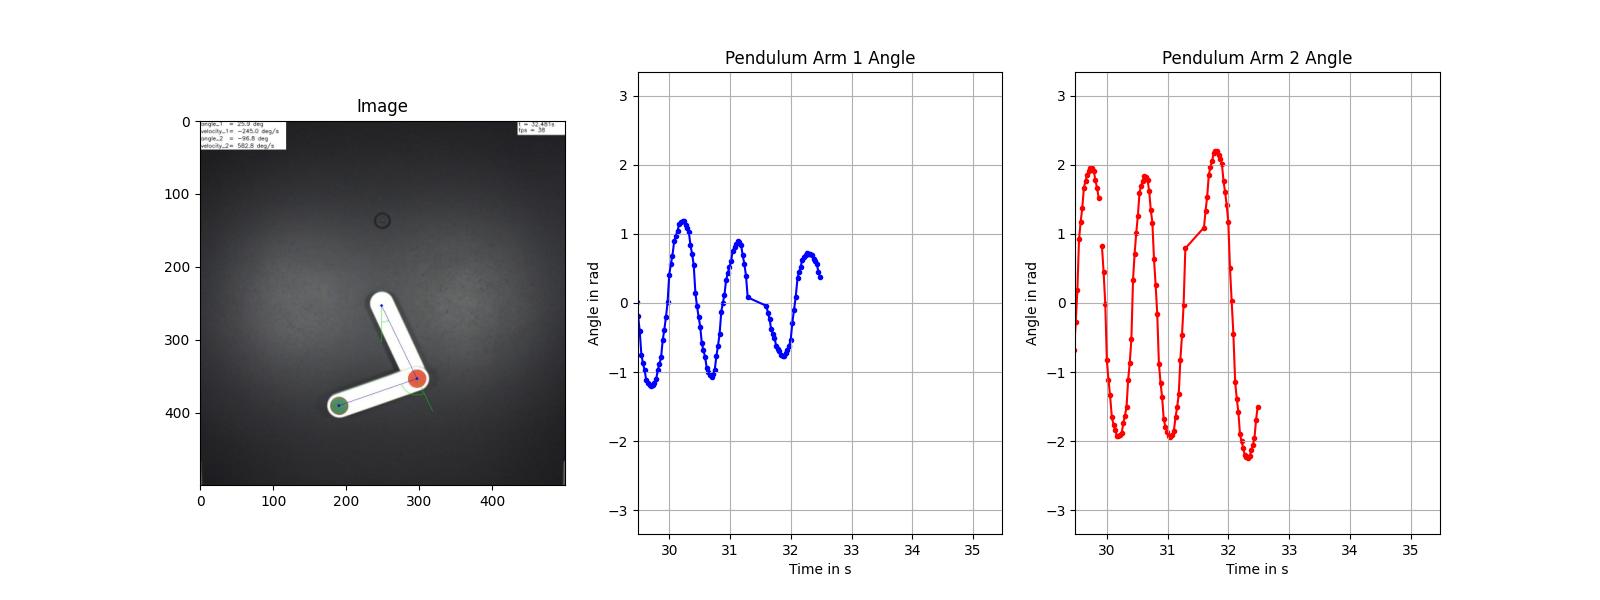 Image
Pendulum Arm 1 Angle
Pendulum Arm 2 Angle
angle_1 = 25.9 deg
velocity_1= -245.0 deg/s
angle_2 = -96.8 deg
velocity_2= 582.8 deg/s
t = 32.481s
fps = 38
0
100
200
300
400
0
100
200
300
400
3
2
1
0
−1
−2
−3
Angle in rad
30
31
32
33
34
35
Time in s
3
2
1
0
−1
−2
−3
Angle in rad
30
31
32
33
34
35
Time in s